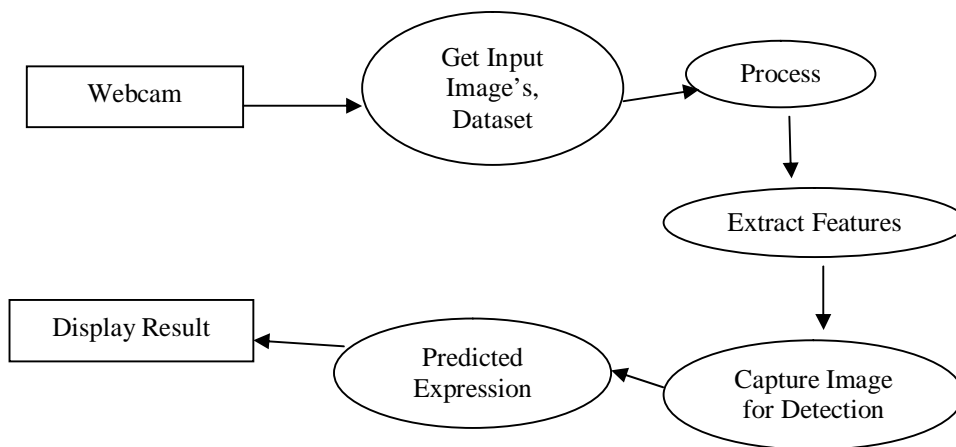 Webcam
Get Input
Image's,
Dataset
Process
Extract Features
Capture Image
for Detection
Predicted
Expression
Display Result